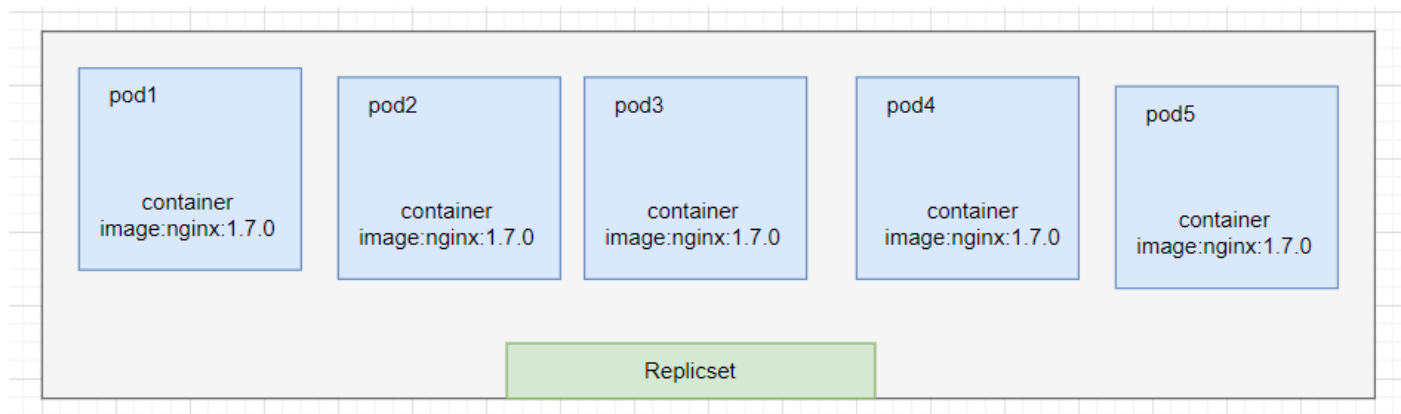 pod1
container
image:nginx:1.7.0
pod2
container
image:nginx:1.7.0
pod3
container
image:nginx:1.7.0
pod4
container
image:nginx:1.7.0
pod5
container
image:nginx:1.7.0
Replicset